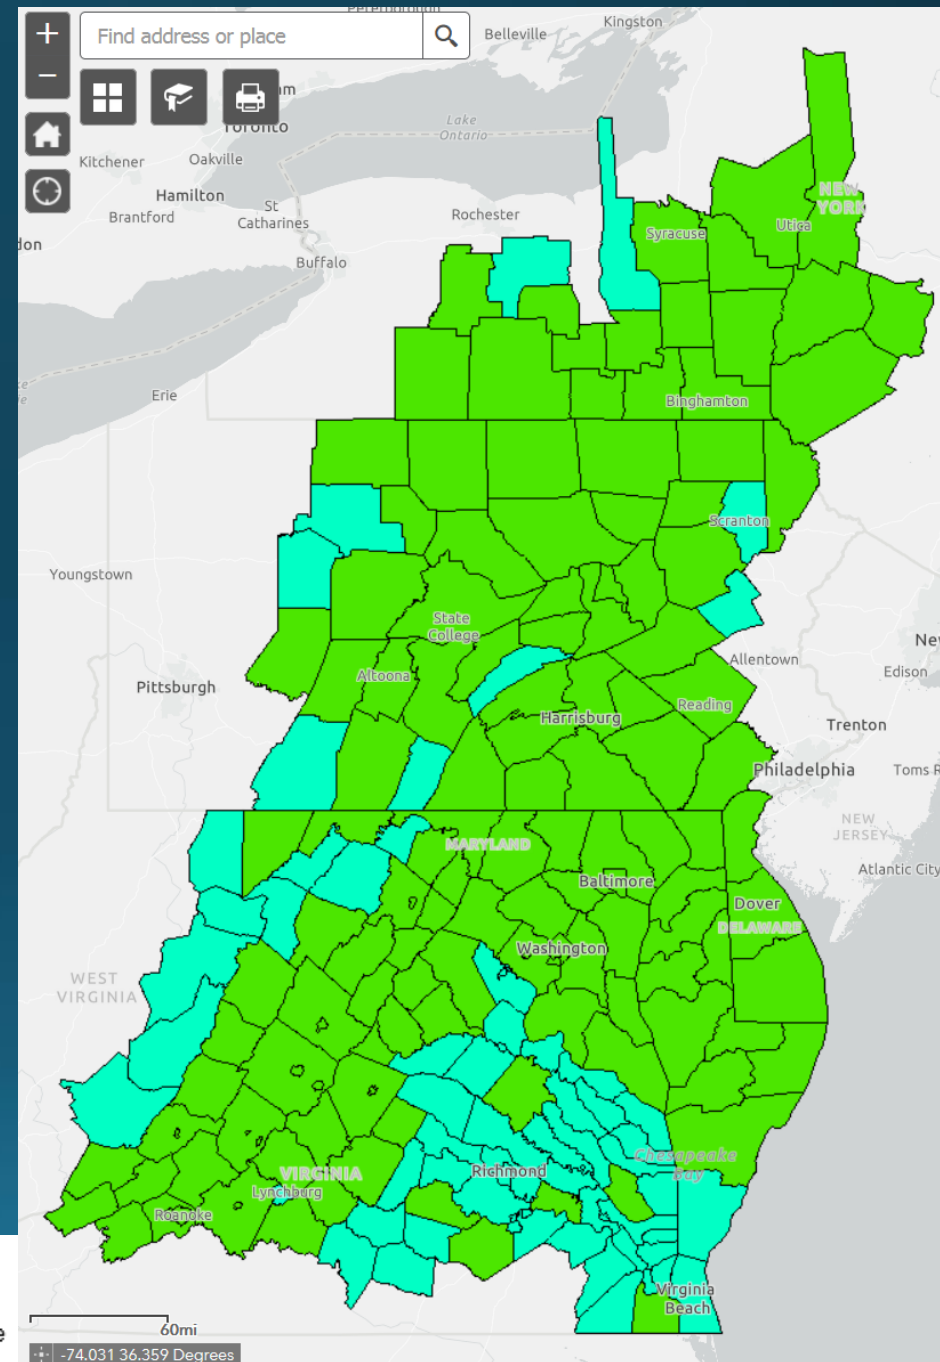 Peterborough
Kingston
Find address or place
Belleville
Toronto
Lake
Ontario
Kitchener
Oakville
Hamilton
Brantford
St
Catharines
Rochester
NEW
YORK
Syracuse
Utica
don
Buffalo
Erie
Binghamton
Scranton
Youngstown
State
College
Ne
Allentown
Edison
Altoona
Pittsburgh
Reading
Harrisburg
Trenton
Philadelphia
Toms R
NEW
JERSEY
MARYLAND
Atlantic City
Baltimore
Dover
DELAWARE
Washington
WEST
VIRGINIA
Chesapeake
Bay
Richmond
VIRGINIA
Lynchburg
Roanoke
Virginia
Beach
60mi
e
-74.031 36.359 Degrees